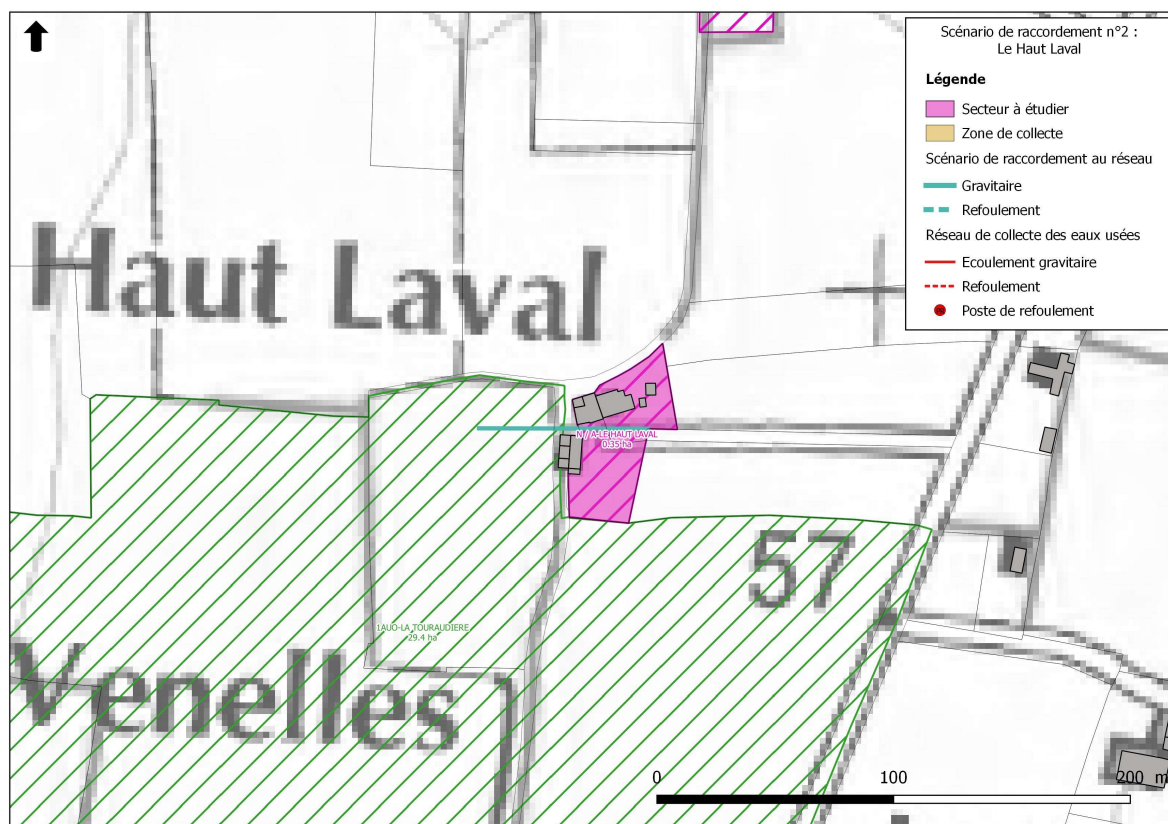 Scénario de raccordement n°2 :
Le Haut Laval
Légende
Secteur à étudier
Zone de collecte
Scénario de raccordement au réseau
Gravitaire
Refoulement
Réseau de collecte des eaux usées
Ecoulement gravitaire
Refoulement
Poste de refoulement
Haut Laval
N / A-LE HAUT LAVAL
0.35 ha
57
1AU0-LA TOURAUDIERE
29.4 ha
Venelles
0 100 200 m